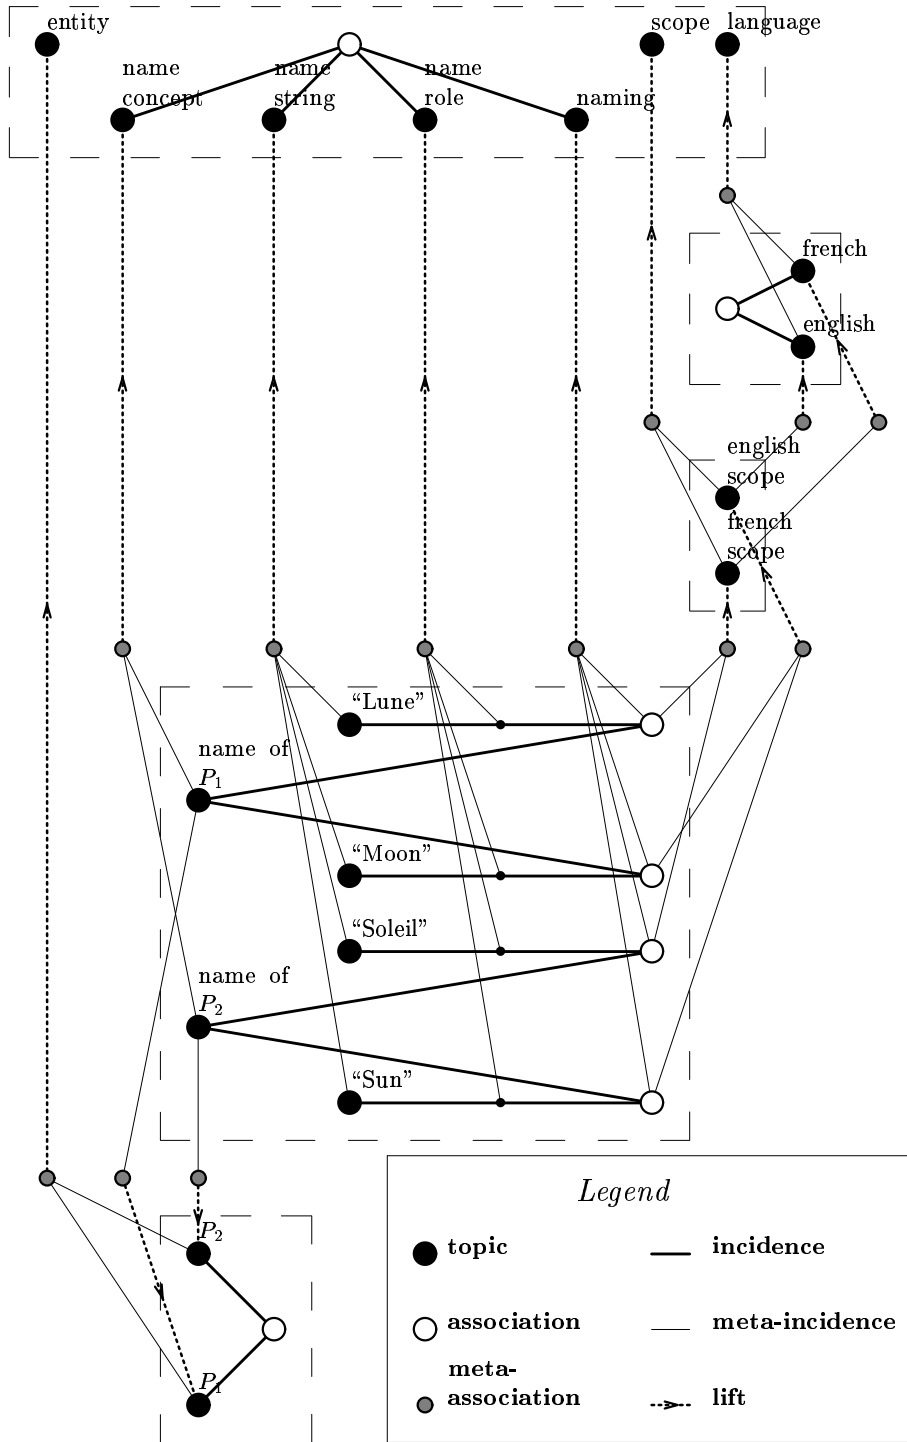 entity
scope
language
name
concept
name
string
name
role
naming
french
english
english
scope
french
scope
“Lune”
name of
P1
“Moon”
“Soleil”
name of
P2
“Sun”
P2
P1
Legend
topic
incidence
association
meta-incidence
meta-
association
lift